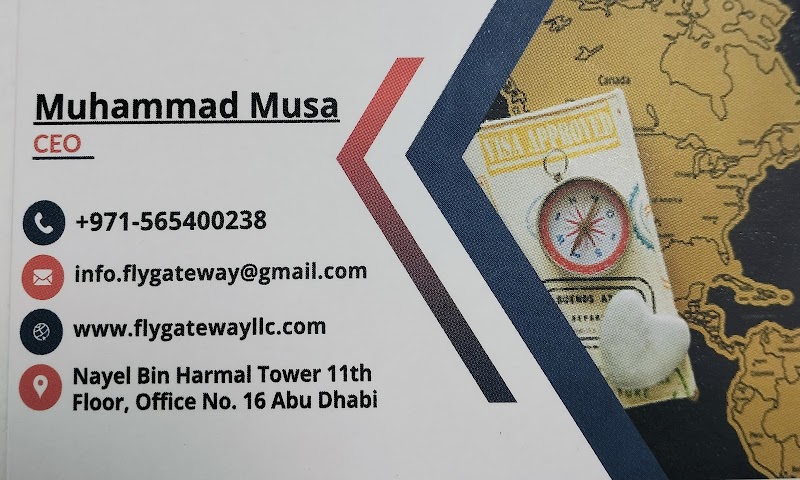 Muhammad Musa
CEO
+971-565400238
info.flygateway@gmail.com
www.flygatewayllc.com
Nayel Bin Harmal Tower 11th
Floor, Office No. 16 Abu Dhabi
Canada
VISA APPROVED